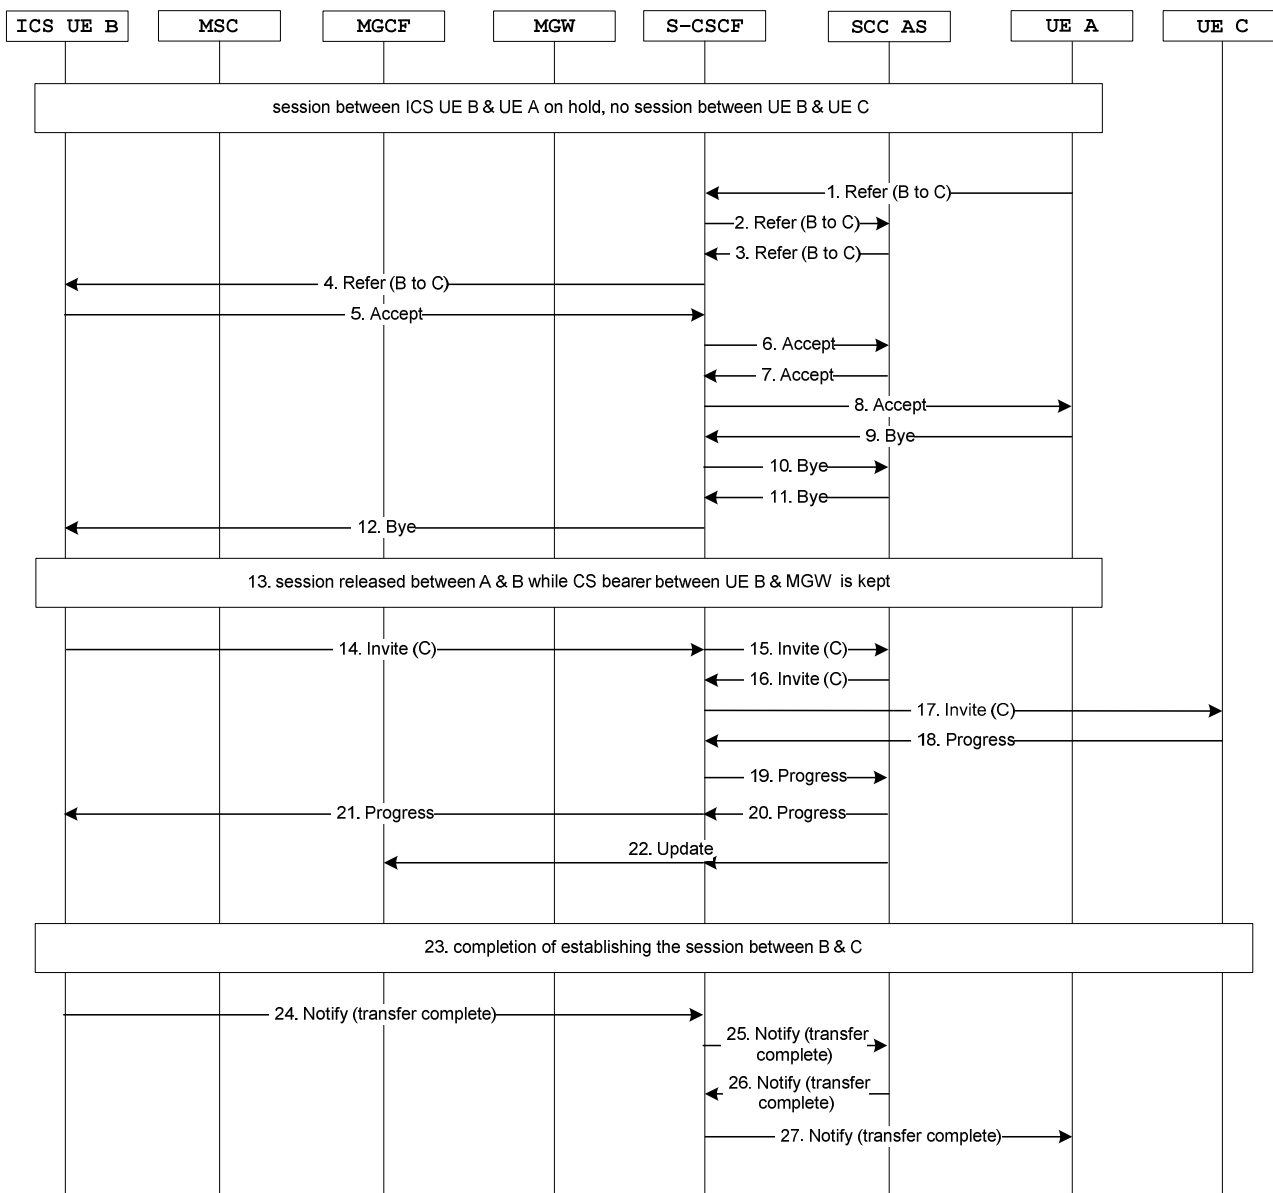 ICS UE B
MSC
MGCF
MGW
S-CSCF
SCC AS
UE A
UE C
session between ICS UE B & UE A on hold, no session between UE B & UE C
1. Refer (B to C)
2. Refer (B to C)
3. Refer (B to C)
4. Refer (B to C)
5. Accept
6. Accept
7. Accept
8. Accept
9. Bye
10. Bye
11. Bye
12. Bye
13. session released between A & B while CS bearer between UE B & MGW is kept
14. Invite (C)
15. Invite (C)
16. Invite (C)
17. Invite (C)
18. Progress
19. Progress
21. Progress
20. Progress
22. Update
23. completion of establishing the session between B & C
24. Notify (transfer complete)
25. Notify (transfer
complete)
26. Notify (transfer
complete)
27. Notify (transfer complete)